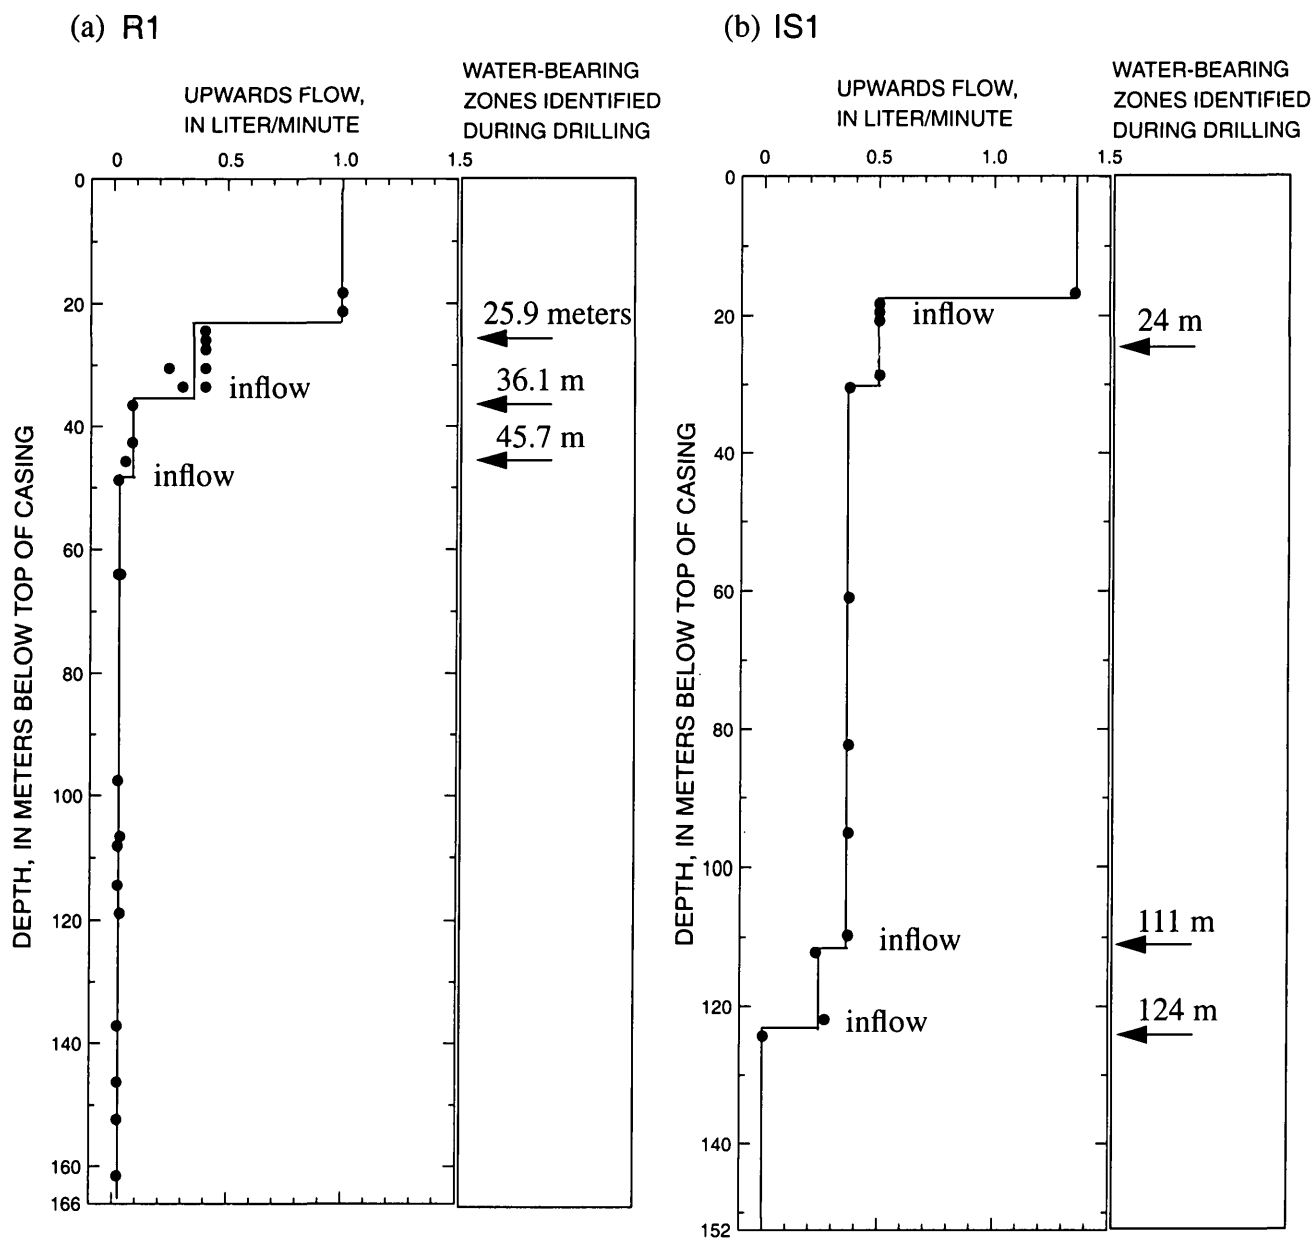 (a) R1
UPWARDS FLOW,
IN LITER/MINUTE
WATER-BEARING
ZONES IDENTIFIED
DURING DRILLING
0 0.5 1.0 1.5
0
20
40
60
80
100
120
140
160
166
DEPTH, IN METERS BELOW TOP OF CASING
inflow
inflow
25.9 meters
36.1 m
45.7 m
(b) IS1
UPWARDS FLOW,
IN LITER/MINUTE
WATER-BEARING
ZONES IDENTIFIED
DURING DRILLING
0 0.5 1.0 1.5
0
20
40
60
80
100
120
140
152
DEPTH, IN METERS BELOW TOP OF CASING
inflow
inflow
inflow
24 m
111 m
124 m